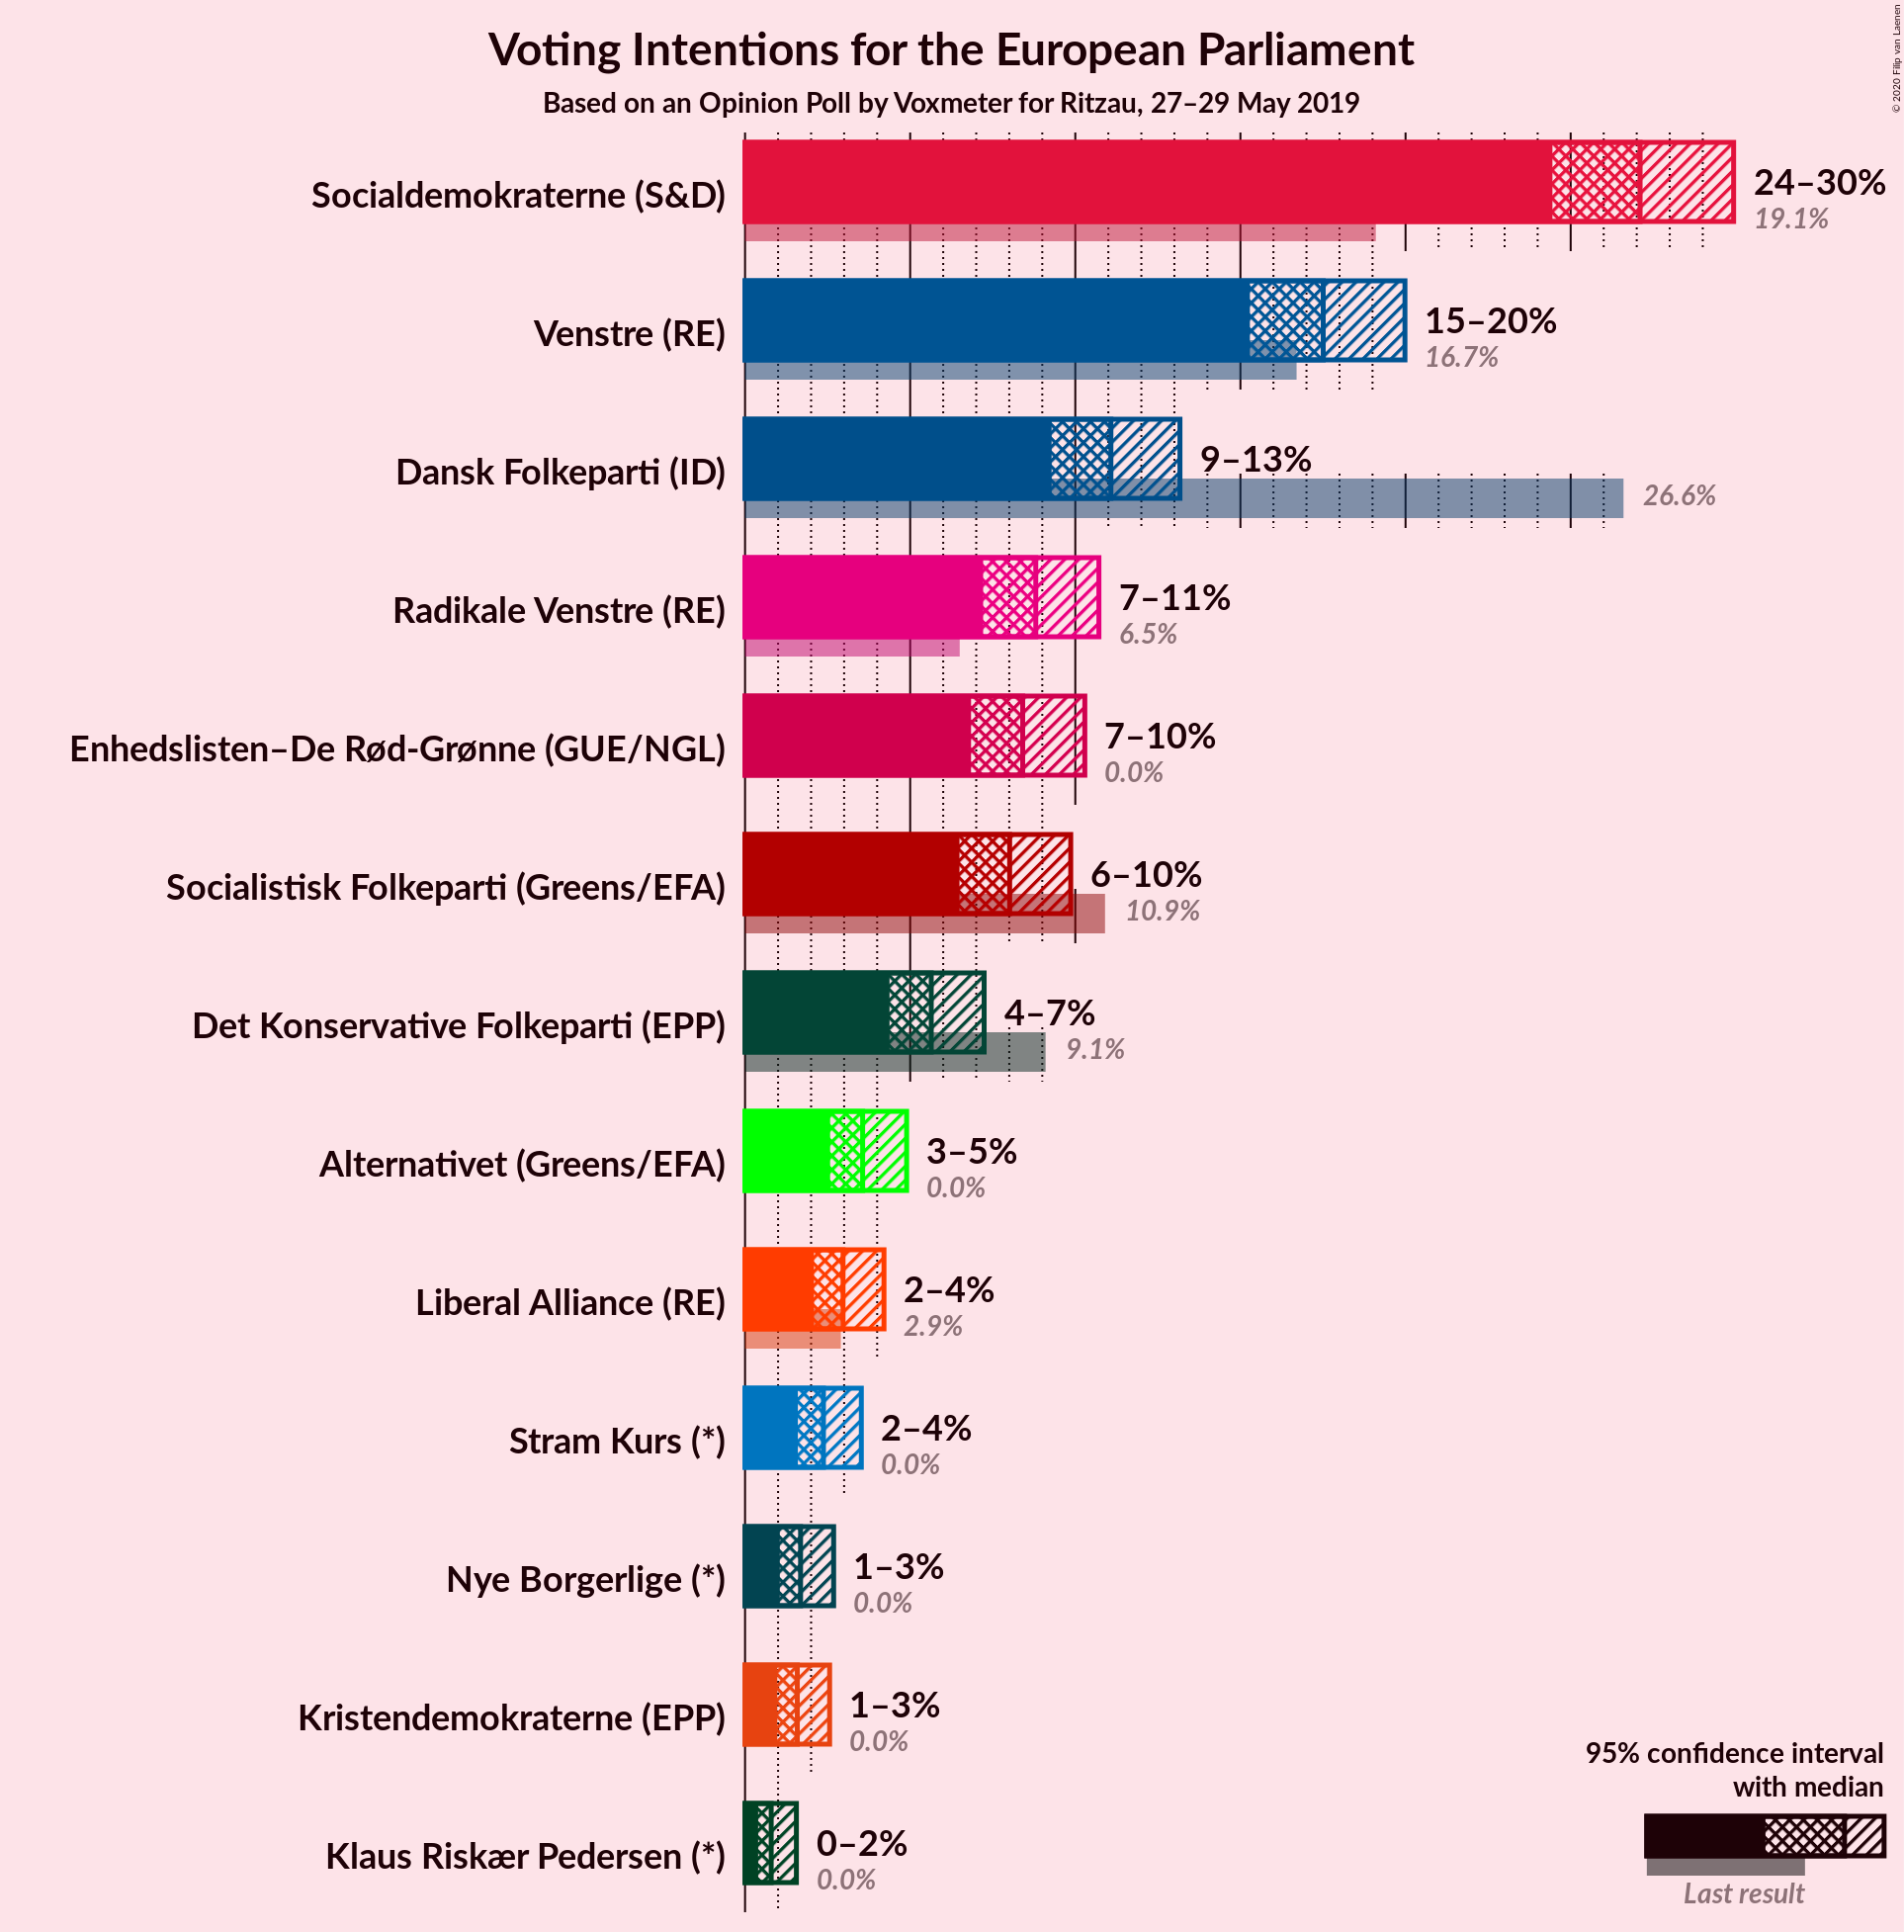 Voting Intentions for the European Parliament
Based on an Opinion Poll by Voxmeter for Ritzau, 27–29 May 2019
© 2020 Filip van Laenen
Socialdemokraterne (S&D)
24–30%
19.1%
Venstre (RE)
15–20%
16.7%
Dansk Folkeparti (ID)
9–13%
26.6%
Radikale Venstre (RE)
7–11%
6.5%
Enhedslisten–De Rød-Grønne (GUE/NGL)
7–10%
0.0%
Socialistisk Folkeparti (Greens/EFA)
6–10%
10.9%
Det Konservative Folkeparti (EPP)
4–7%
9.1%
Alternativet (Greens/EFA)
3–5%
0.0%
Liberal Alliance (RE)
2–4%
2.9%
Stram Kurs (*)
2–4%
0.0%
Nye Borgerlige (*)
1–3%
0.0%
Kristendemokraterne (EPP)
1–3%
0.0%
Klaus Riskær Pedersen (*)
0–2%
0.0%
95% confidence interval
with median
Last result